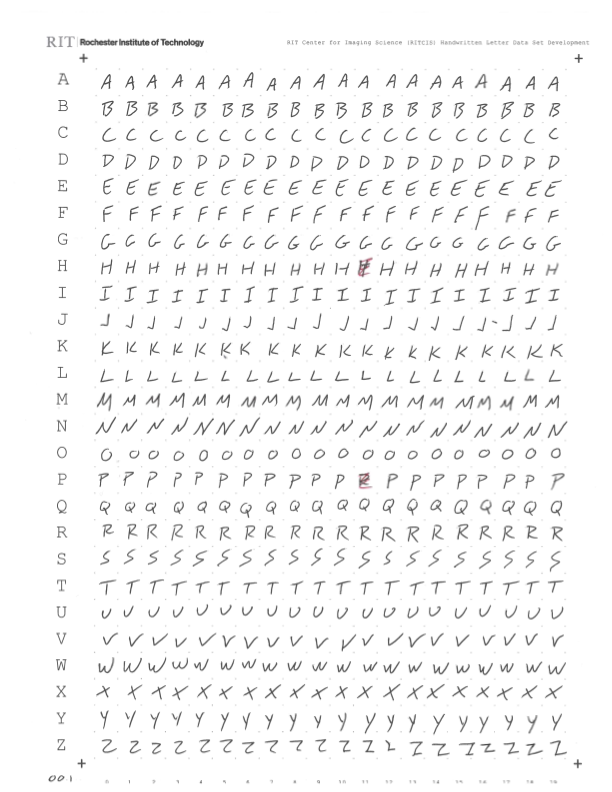 RIT Rochester Institute of Technology RIT Center for Imaging Science (RITCIS) Handwritten Letter Data Set Development
A A A A A A A A A A A A A A A A A A A A A
B B B B B B B B B B B B B B B B B B B B B
C C C C C C C C C C C C C C C C C C C C C
D D D D D D D D D D D D D D D D D D D D D
E E E E E E E E E E E E E E E E E E E E E
F F F F F F F F F F F F F F F F F F F F F
G G G G G G G G G G G G G G G G G G G G G
H H H H H H H H H H H H H H H H H H H H
I I I I I I I I I I I I I I I I I I I I I
J J J J J J J J J J J J J J J J J J J J J
K K K K K K K K K K K K K K K K K K K K K
L L L L L L L L L L L L L L L L L L L L L
M M M M M M M M M M M M M M M M M M M M M
N N N N N N N N N N N N N N N N N N N N N
O O O O O O O O O O O O O O O O O O O O O
P P P P P P P P P P P P P P P P P P P P
Q Q Q Q Q Q Q Q Q Q Q Q Q Q Q Q Q Q Q Q Q
R R R R R R R R R R R R R R R R R R R R R
S S S S S S S S S S S S S S S S S S S S S
T T T T T T T T T T T T T T T T T T T T T
U U U U U U U U U U U U U U U U U U U U U
V V V V V V V V V V V V V V V V V V V V V
W W W W W W W W W W W W W W W W W W W W W
X X X X X X X X X X X X X X X X X X X X X
Y Y Y Y Y Y Y Y Y Y Y Y Y Y Y Y Y Y Y Y Y
Z Z Z Z Z Z Z Z Z Z Z Z Z Z Z Z Z Z Z Z Z
001 0 1 2 3 4 5 6 7 8 9 10 11 12 13 14 15 16 17 18 19